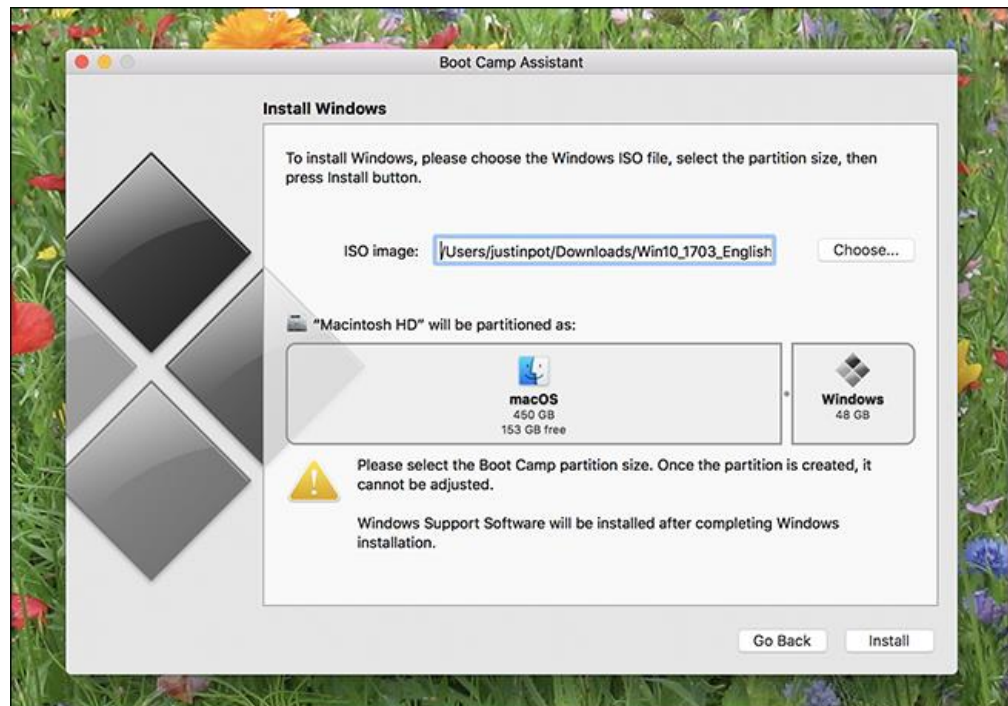 Boot Camp Assistant
Install Windows
To install Windows, please choose the Windows ISO file, select the partition size, then
press Install button.
ISO image: /Users/justinpot/Downloads/Win10_1703_English Choose...
"Macintosh HD" will be partitioned as:
macOS
450 GB
153 GB free
Windows
48 GB
Please select the Boot Camp partition size. Once the partition is created, it
cannot be adjusted.
Windows Support Software will be installed after completing Windows
installation.
Go Back Install